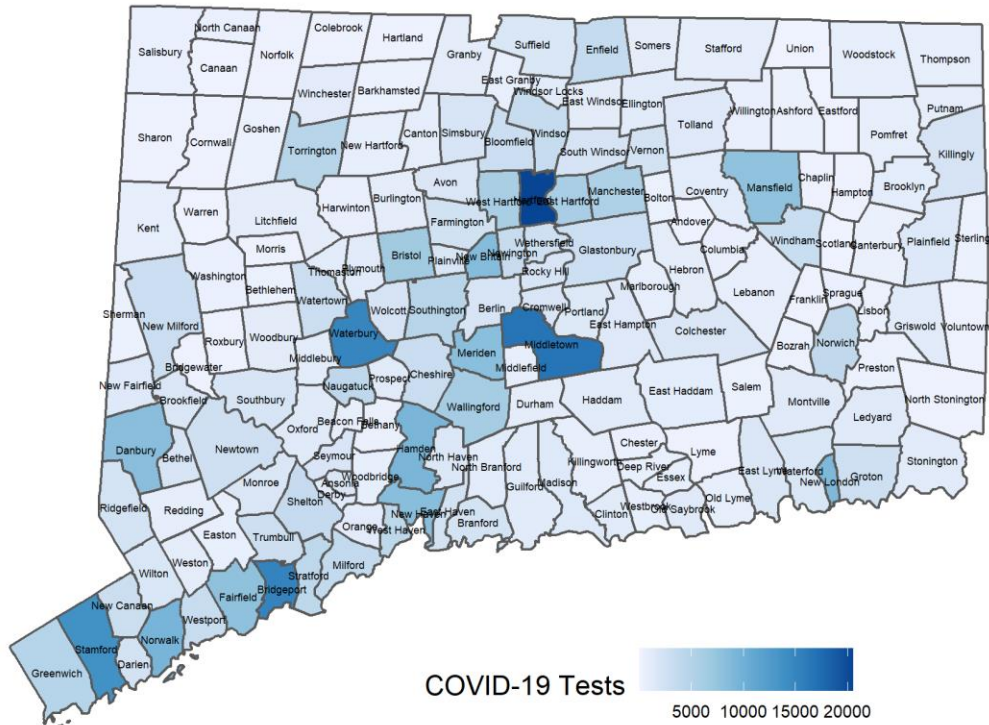 North Canaan
Colebrook
Hartland
Salisbury
Norfolk
Canaan
Granby
Suffield
Enfield
Somers
Stafford
Union
Woodstock
Thompson
East Granby
Windsor Locks
Winchester
Barkhamsted
East Windsor
Ellington
Willington
Ashford
Eastford
Putnam
Sharon
Cornwall
Goshen
Torrington
New Hartford
Canton
Simsbury
Bloomfield
Windsor
South Windsor
Vernon
Tolland
Pomfret
Killingly
Avon
West Hartford
East Hartford
Manchester
Bolton
Coventry
Mansfield
Chaplin
Hampton
Brooklyn
Kent
Warren
Litchfield
Harwinton
Burlington
Farmington
Wethersfield
Glastonbury
Andover
Columbia
Windham
Scotland
Canterbury
Plainfield
Sterling
Morris
Washington
Bethlehem
Thomaston
Plymouth
Bristol
Plainville
New Britain
Newington
Rocky Hill
Hebron
Marlborough
Lebanon
Franklin
Sprague
Lisbon
Griswold
Voluntown
Sherman
New Milford
Watertown
Waterbury
Wolcott
Southington
Berlin
Cromwell
Portland
East Hampton
Colchester
Bozrah
Norwich
Preston
Roxbury
Woodbury
Bridgewater
Middlebury
Meriden
Middletown
Middlefield
New Fairfield
Brookfield
Southbury
Naugatuck
Prospect
Cheshire
Wallingford
Durham
Haddam
East Haddam
Salem
Montville
Ledyard
North Stonington
Oxford
Beacon Falls
Bethany
Danbury
Bethel
Newtown
Seymour
Hamden
North Haven
North Branford
Killingworth
Chester
Deep River
Essex
Lyme
East Lyme
Waterford
New London
Groton
Stonington
Monroe
Ansonia
Derby
Woodbridge
Guilford
Madison
Clinton
Westbrook
Old Saybrook
Old Lyme
Ridgefield
Redding
Shelton
Orange
New Haven
West Haven
East Haven
Branford
Easton
Trumbull
Milford
Wilton
Weston
Stratford
Bridgeport
Fairfield
New Canaan
Westport
Norwalk
Stamford
Darien
Greenwich
COVID-19 Tests
5000 10000 15000 20000